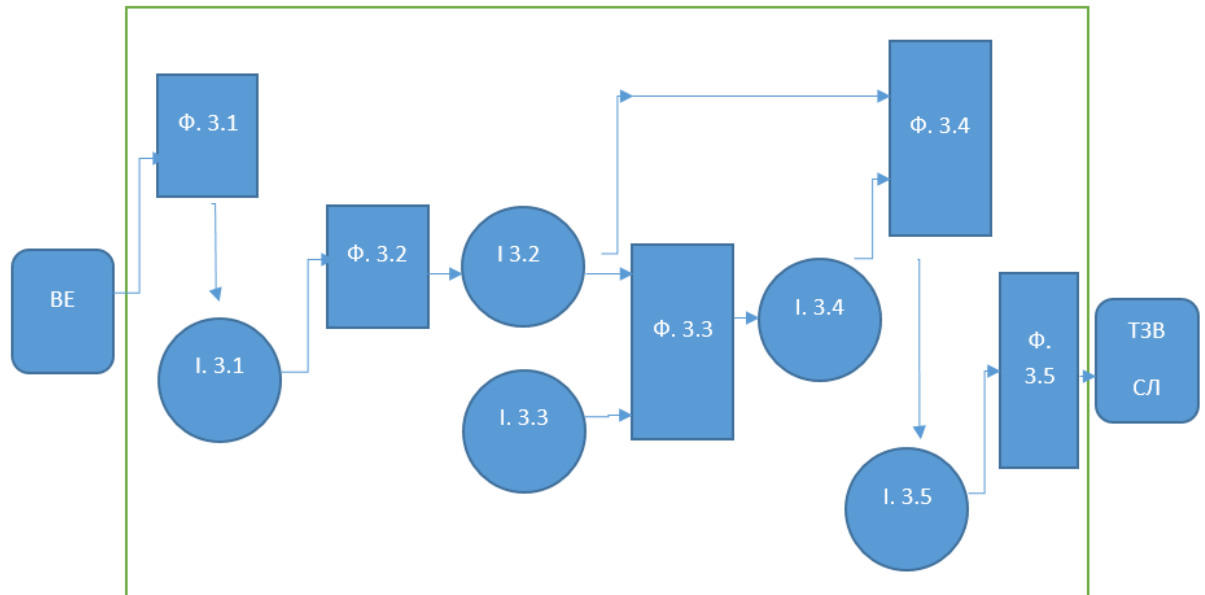 ВЕ
Ф. 3.1
І. 3.1
Ф. 3.2
І 3.2
І. 3.3
Ф. 3.3
І. 3.4
Ф. 3.4
І. 3.5
Ф.
3.5
ТЗВ
СЛ